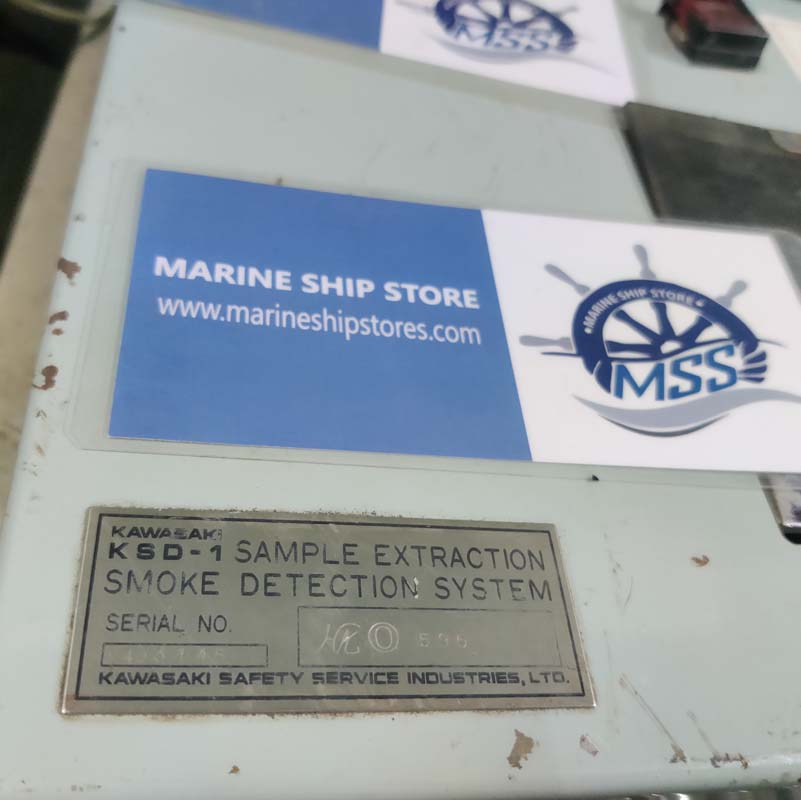 MSS
MARINE SHIP STORE
www.marineshipstores.com
MARINE SHIP STORE
MSS
KAWASAKI
KSD-1 SAMPLE EXTRACTION
SMOKE DETECTION SYSTEM
SERIAL NO.
KAWASAKI SAFETY SERVICE INDUSTRIES, LTD.